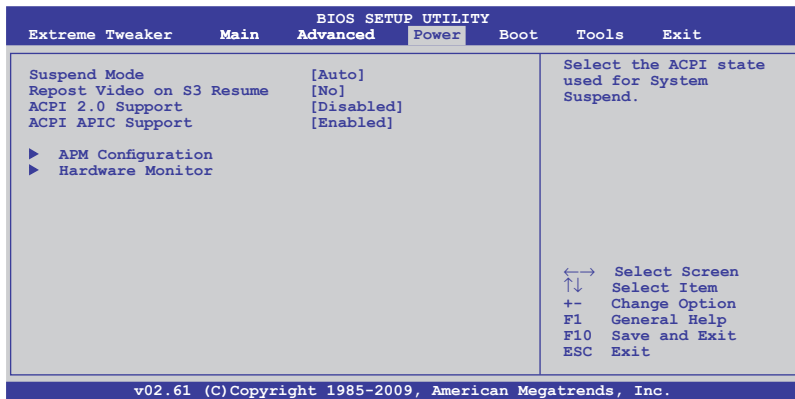 BIOS SETUP UTILITY
Extreme Tweaker Main Advanced Power Boot Tools Exit
Suspend Mode [Auto]
Repost Video on S3 Resume [No]
ACPI 2.0 Support [Disabled]
ACPI APIC Support [Enabled]
▶ APM Configuration
▶ Hardware Monitor
Select the ACPI state
used for System
Suspend.
←→ Select Screen
↑↓ Select Item
+- Change Option
F1 General Help
F10 Save and Exit
ESC Exit
v02.61 (C)Copyright 1985-2009, American Megatrends, Inc.